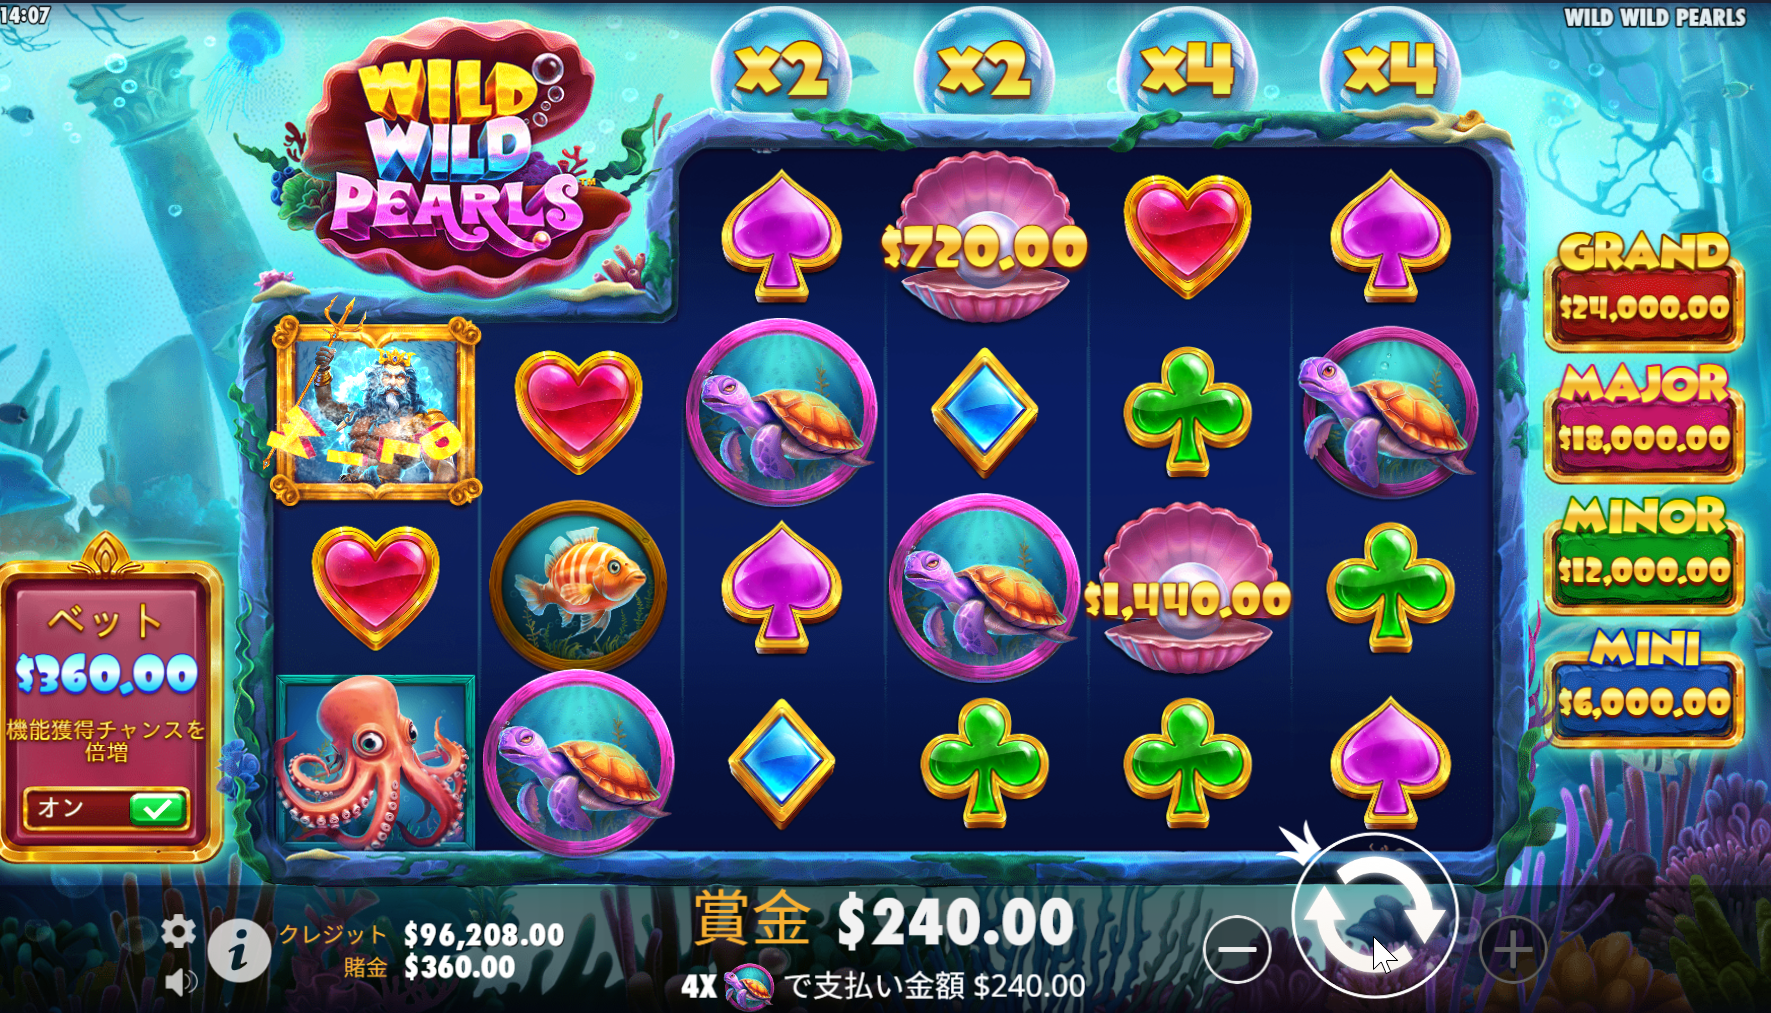 14:07
WILD WILD PEARLS
WILD
WILD
PEARLS™
x2
x2
x4
x4
$720.00
GRAND
$24,000.00
MAJOR
$18,000.00
$1,440.00
MINOR
$12,000.00
MINI
$6,000.00
ベット
$360.00
機能獲得チャンスを
倍増
オン
クレジット $96,208.00
賭金 $360.00
賞金 $240.00
4X で支払い金額 $240.00